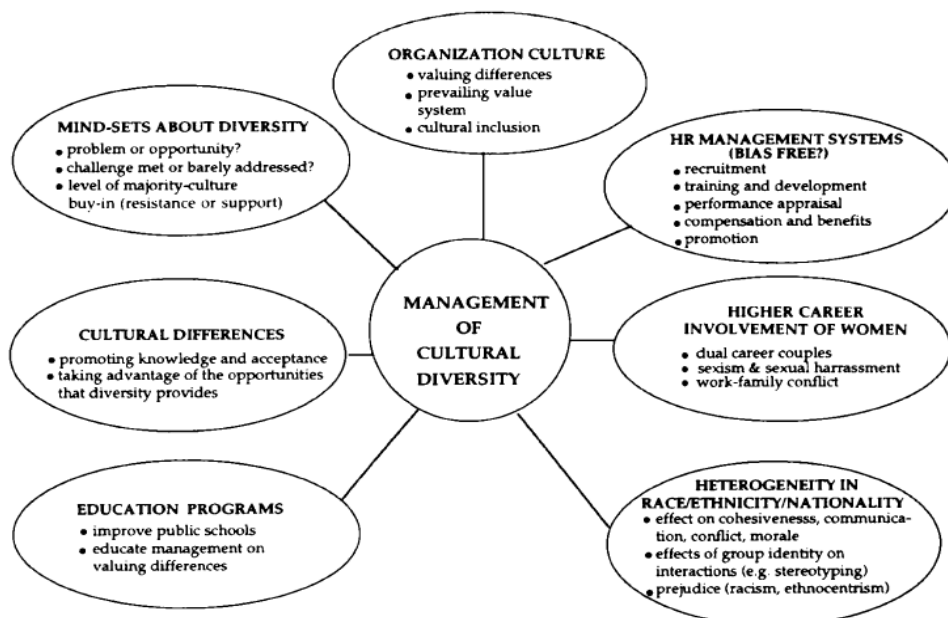 ORGANIZATION CULTURE
• valuing differences
• prevailing value
system
• cultural inclusion
MIND-SETS ABOUT DIVERSITY
• problem or opportunity?
• challenge met or barely addressed?
• level of majority-culture
buy-in (resistance or support)
HR MANAGEMENT SYSTEMS
(BIAS FREE?)
• recruitment
• training and development
• performance appraisal
• compensation and benefits
• promotion
MANAGEMENT
OF
CULTURAL
DIVERSITY
CULTURAL DIFFERENCES
• promoting knowledge and acceptance
• taking advantage of the opportunities
that diversity provides
HIGHER CAREER
INVOLVEMENT OF WOMEN
• dual career couples
• sexism & sexual harrassment
• work-family conflict
EDUCATION PROGRAMS
• improve public schools
• educate management on
valuing differences
HETEROGENEITY IN
RACE/ETHNICITY/NATIONALITY
• effect on cohesivenesss, communica-
tion, conflict, morale
• effects of group identity on
interactions (e.g. stereotyping)
• prejudice (racism, ethnocentrism)